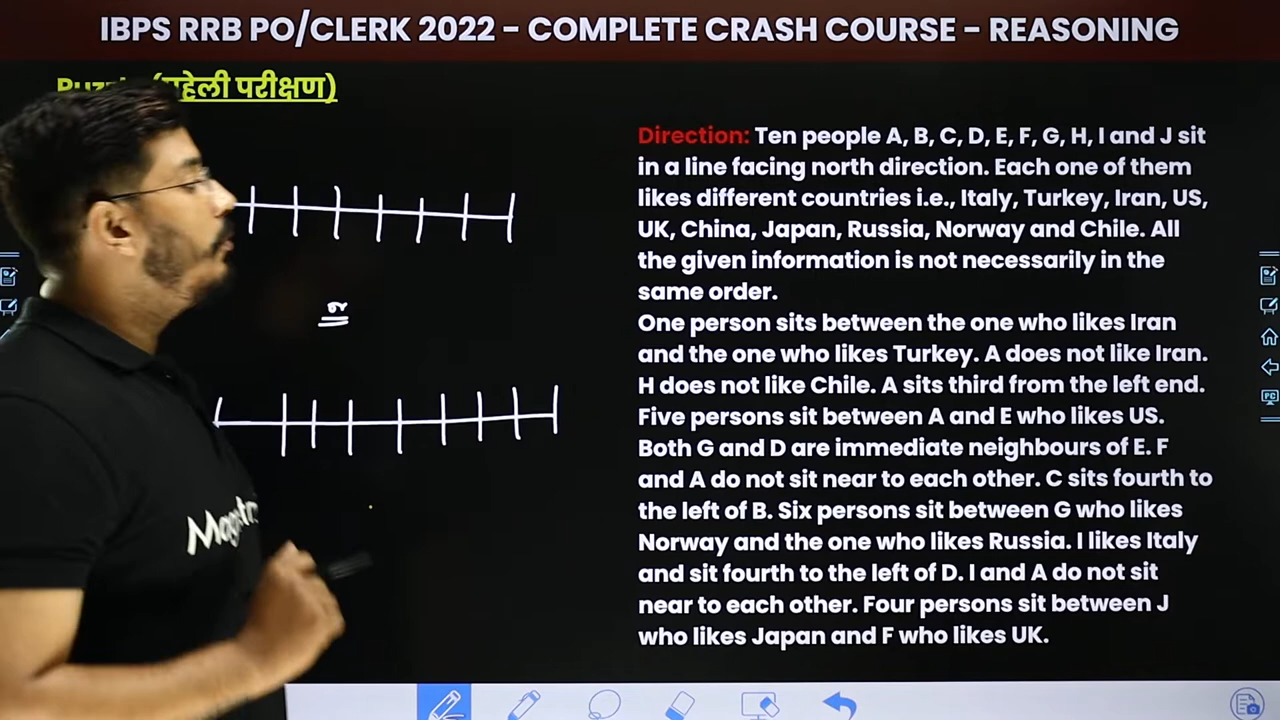 IBPS RRB PO/CLERK 2022 - COMPLETE CRASH COURSE - REASONING
परीक्षण)
Direction: Ten people A, B, C, D, E, F, G, H, I and J sit
in a line facing north direction. Each one of them
likes different countries i.e., Italy, Turkey, Iran, US,
UK, China, Japan, Russia, Norway and Chile. All
the given information is not necessarily in the
same order.
One person sits between the one who likes Iran
and the one who likes Turkey. A does not like Iran.
H does not like Chile. A sits third from the left end.
Five persons sit between A and E who likes US.
Both G and D are immediate neighbours of E. F
and A do not sit near to each other. C sits fourth to
the left of B. Six persons sit between G who likes
Norway and the one who likes Russia. I likes Italy
and sit fourth to the left of D. I and A do not sit
near to each other. Four persons sit between J
who likes Japan and F who likes UK.
or
PC